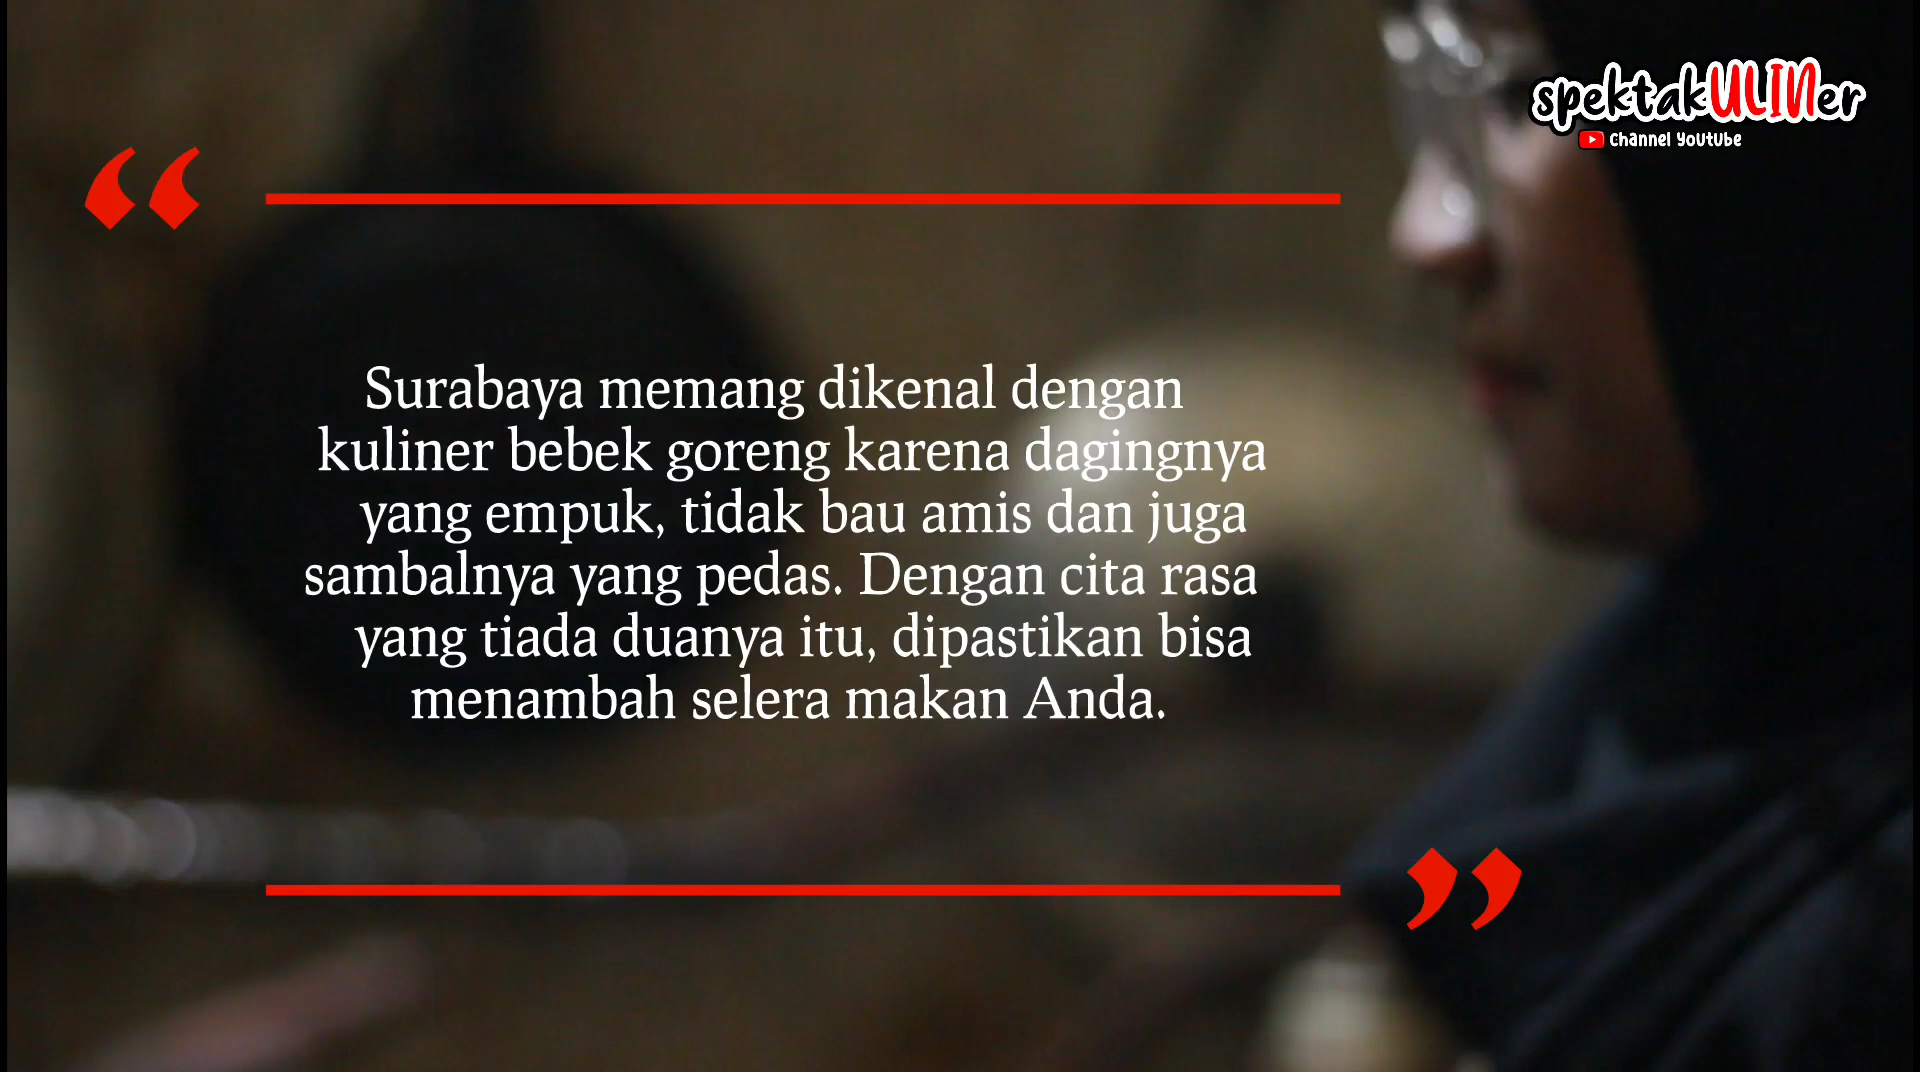 spektakULINer
Channel Youtube
“
Surabaya memang dikenal dengan
kuliner bebek goreng karena dagingnya
yang empuk, tidak bau amis dan juga
sambalnya yang pedas. Dengan cita rasa
yang tiada duanya itu, dipastikan bisa
menambah selera makan Anda.
”